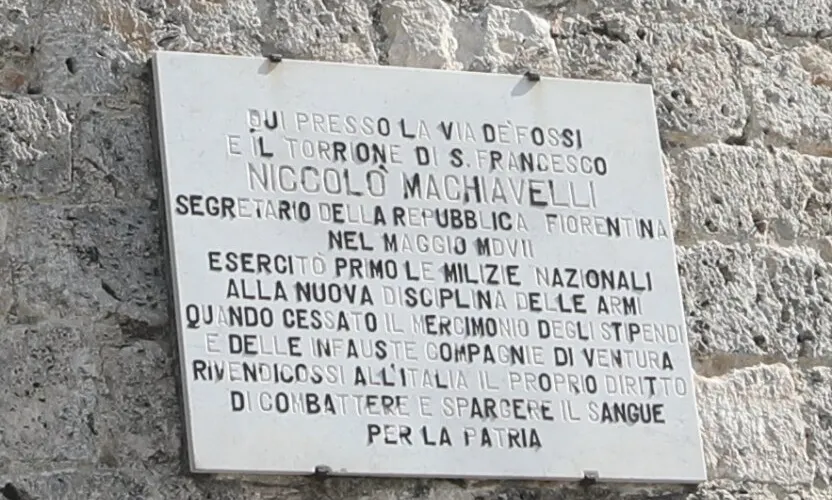 QUI PRESSO LA VIA DE' FOSSI
E IL TORRIONE DI S. FRANCESCO
NICCOLÒ MACHIAVELLI
SEGRETARIO DELLA REPUBBLICA FIORENTINA
NEL MAGGIO MDVII
ESERCITÒ PRIMO LE MILIZIE NAZIONALI
ALLA NUOVA DISCIPLINA DELLE ARMI
QUANDO CESSATO IL MERCIMONIO DEGLI STIPENDI
E DELLE INFAUSTE COMPAGNIE DI VENTURA
RIVENDICOSSI ALL'ITALIA IL PROPRIO DIRITTO
DI COMBATTERE E SPARGERE IL SANGUE
PER LA PATRIA